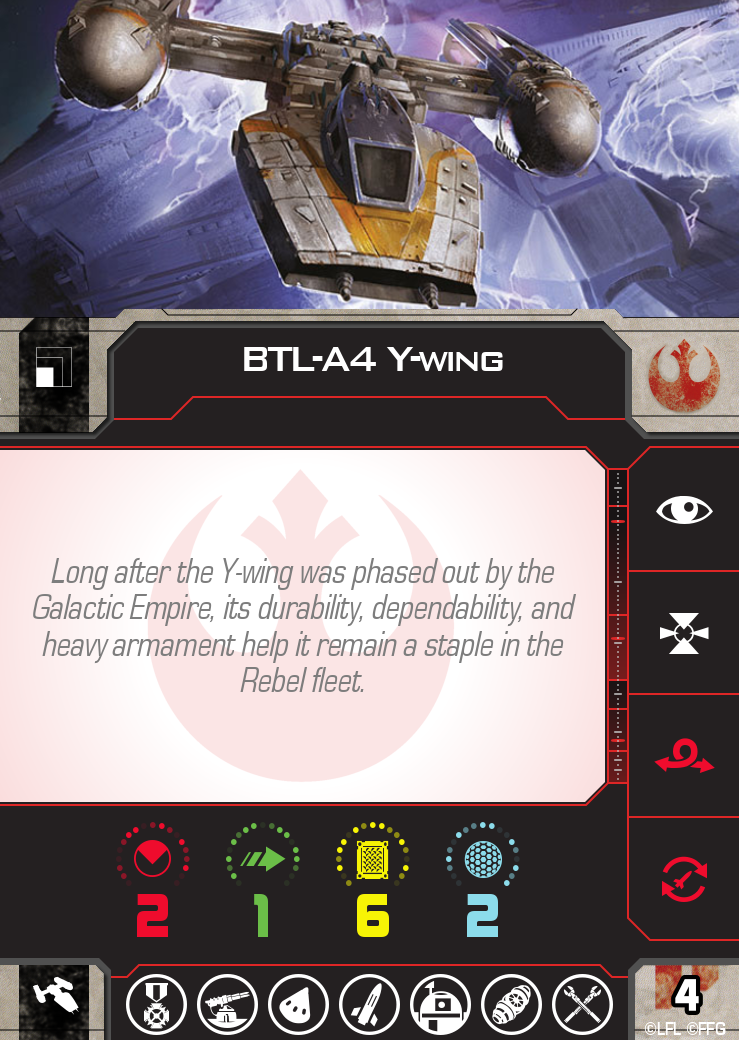 BTL-A4 Y-WING
Long after the Y-wing was phased out by the
Galactic Empire, its durability, dependability, and
heavy armament help it remain a staple in the
Rebel fleet.
2 1 6 2
4
©LFL ©FFG